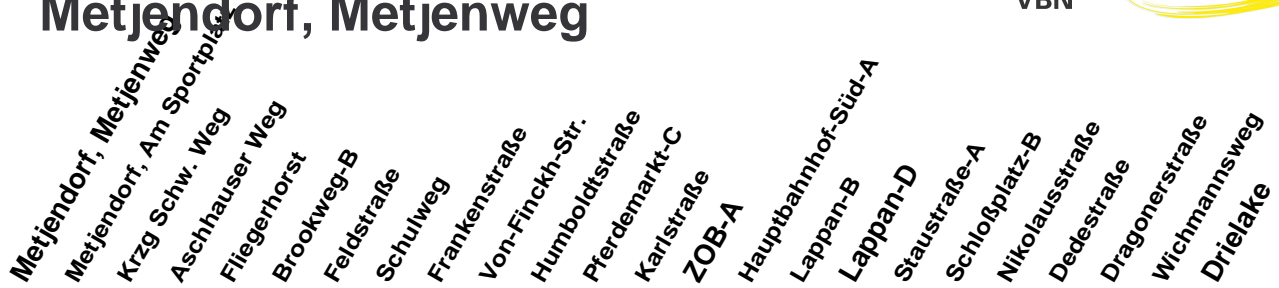 Metjendorf, Metjenweg
VBN
Metjendorf, Metjenweg
Metjendorf, Am Sportplatz
Krzg Schw. Weg
Aschhauser Weg
Fliegerhorst
Brookweg-B
Feldstraße
Schulweg
Frankenstraße
Von-Finckh-Str.
Humboldtstraße
Pferdemarkt-C
Karlstraße
ZOB-A
Hauptbahnhof-Süd-A
Lappan-B
Lappan-D
Staustraße-A
Schloßplatz-B
Nikolausstraße
Dedestraße
Dragonerstraße
Wichmannsweg
Drielake